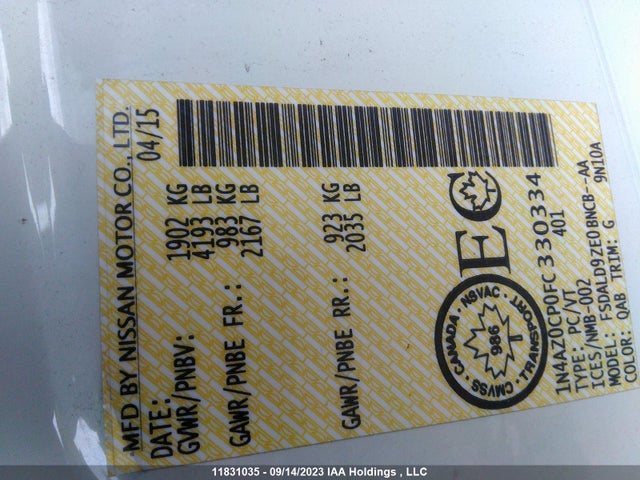 MFD BY NISSAN MOTOR CO., LTD.
DATE: 04/15
GVWR/PNBV: 1902 KG
4193 LB
GAWR/PNBE FR.: 983 KG
2167 LB
GAWR/PNBE RR.: 923 KG
2035 LB
CANADA · NSVAC · TRANSPORT · CMVSS ·
986
EC
1N4AZ0CP0FC330334
TYPE: PC/VT 401
ICES/NMB-002
MODEL: FSDALD9ZE0BNCB--AA
COLOR: QAB TRIM: G 9N10A
11831035 - 09/14/2023 IAA Holdings , LLC